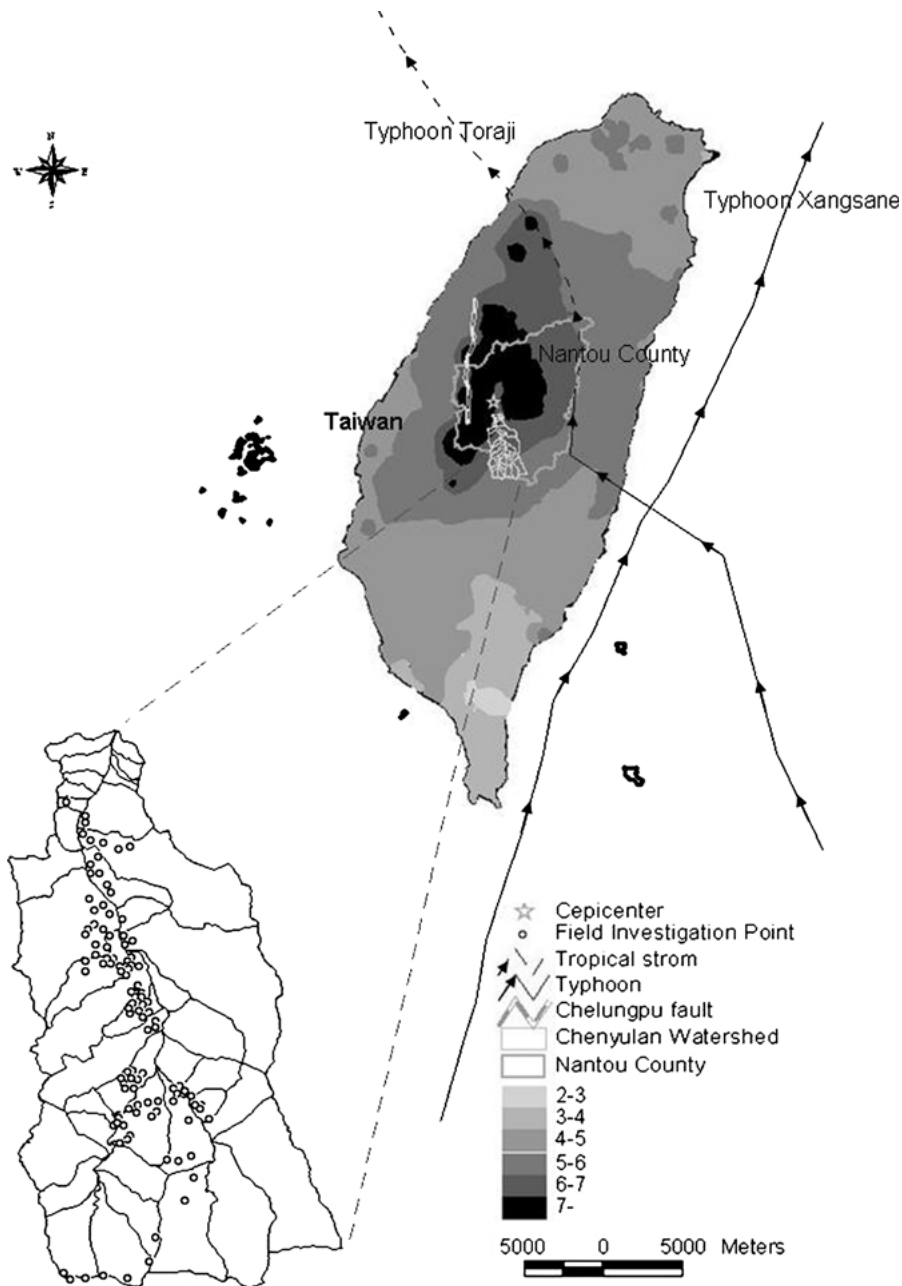 Typhoon Toraji
N
W
E
S
Typhoon Xangsane
Nantou County
Taiwan
Cepicenter
Field Investigation Point
Tropical strom
Typhoon
Chelungpu fault
Chenyulan Watershed
Nantou County
2-3
3-4
4-5
5-6
6-7
7-
5000 0 5000 Meters